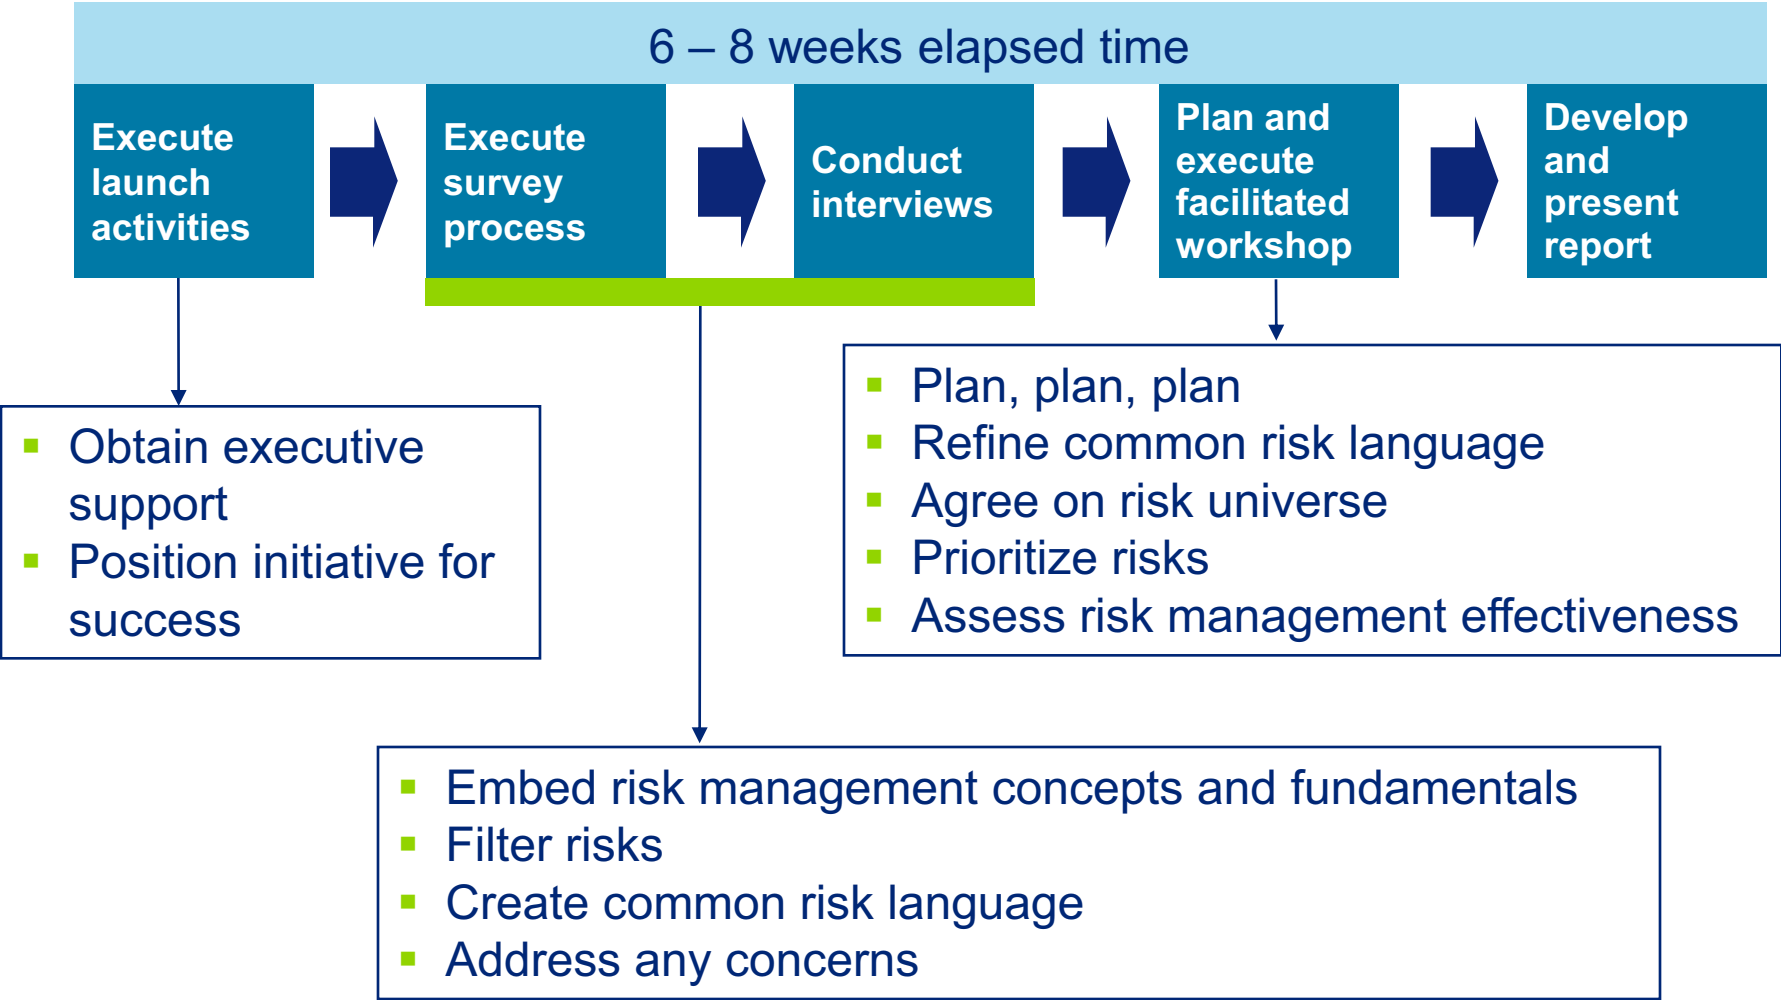 6 – 8 weeks elapsed time
Execute
launch
activities
Execute
survey
process
Conduct
interviews
Plan and
execute
facilitated
workshop
Develop
and
present
report
Obtain executive
support
Position initiative for
success
Plan, plan, plan
Refine common risk language
Agree on risk universe
Prioritize risks
Assess risk management effectiveness
Embed risk management concepts and fundamentals
Filter risks
Create common risk language
Address any concerns